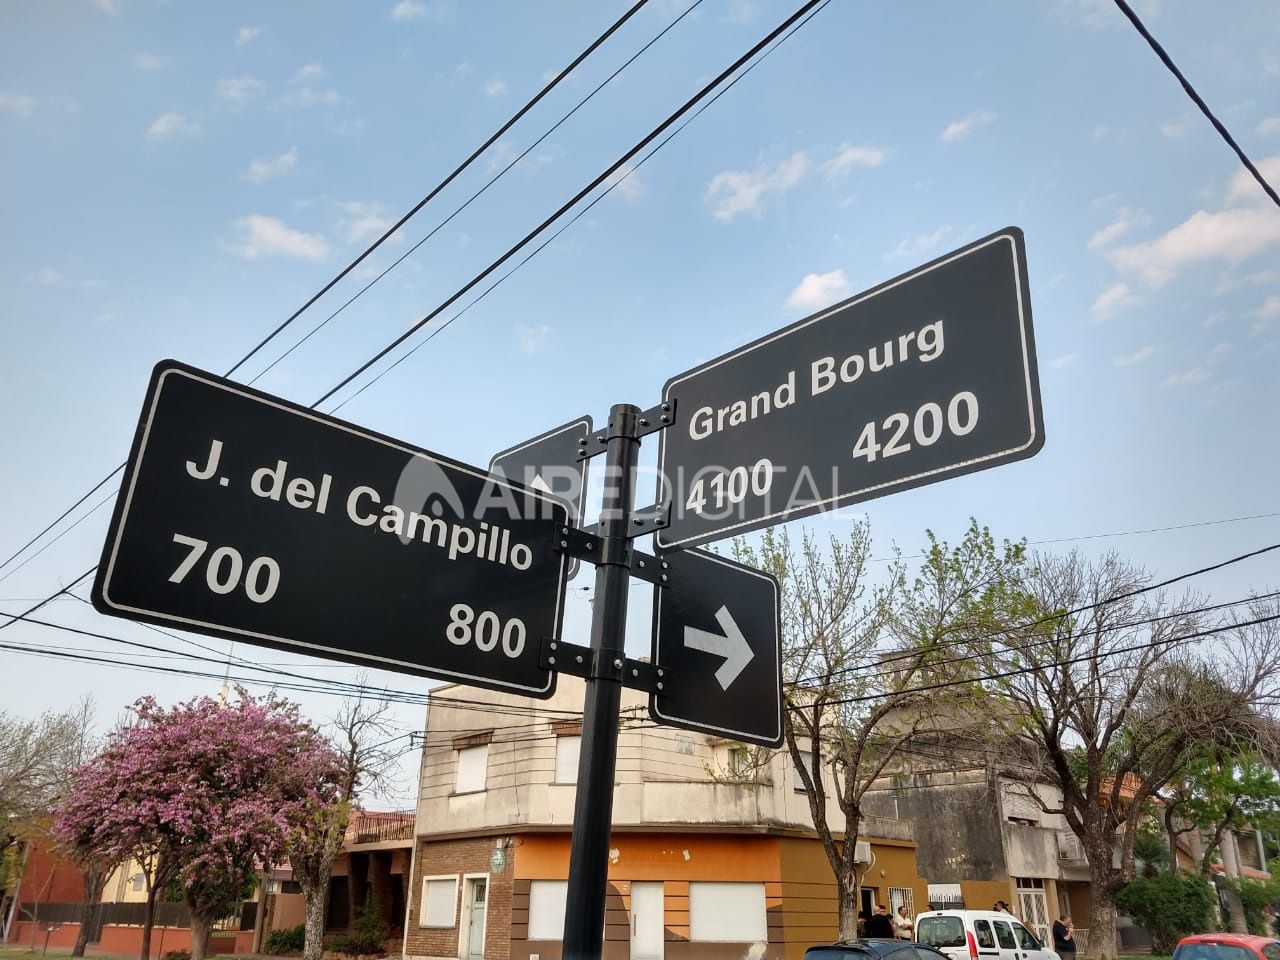 J. del Campillo
700 800
Grand Bourg
4100 4200
AIREDIGITAL